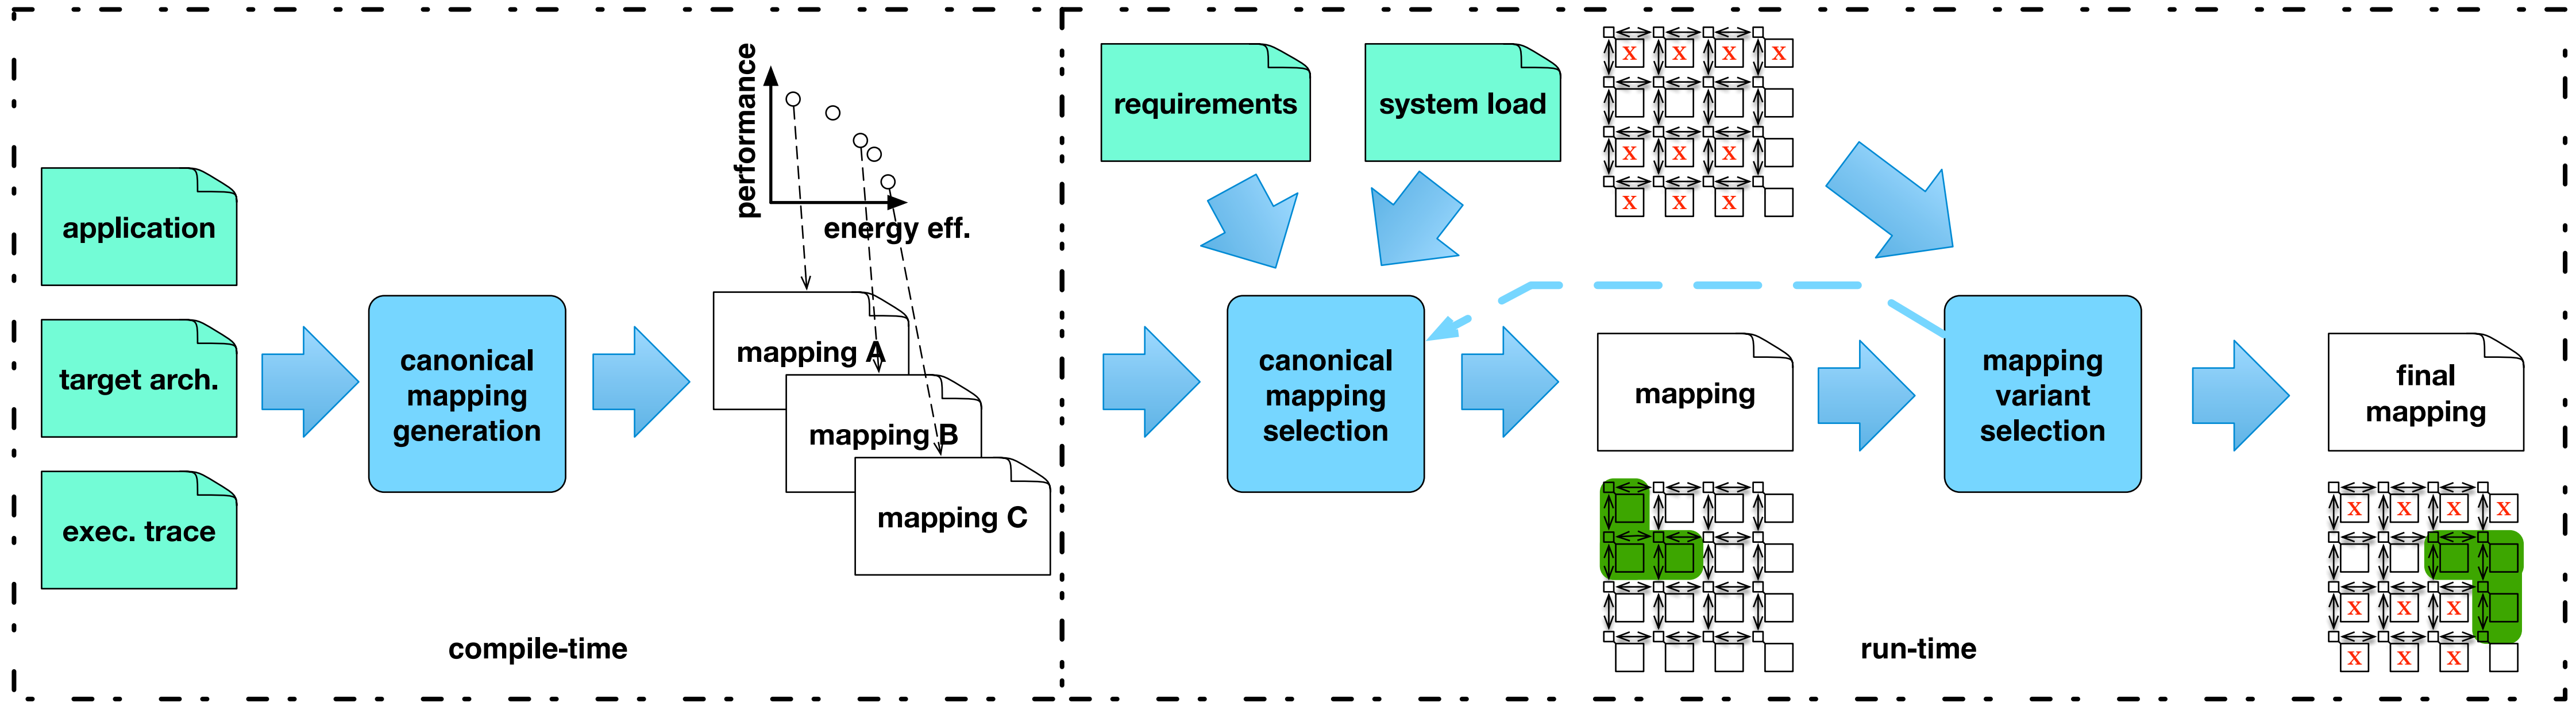 application
target arch.
exec. trace
canonical
mapping
generation
performance
energy eff.
mapping A
mapping B
mapping C
compile-time
requirements
system load
canonical
mapping
selection
x x x x
x x x
x x x
mapping
mapping
variant
selection
final
mapping
x x x x
x x x
x x x
run-time